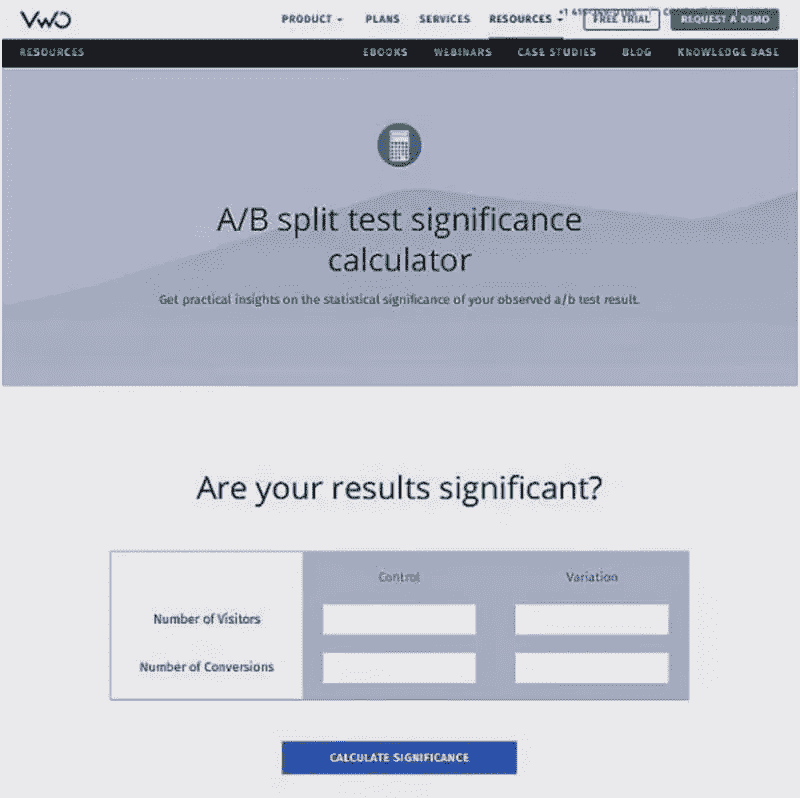 VWO
PRODUCT PLANS SERVICES RESOURCES FREE TRIAL REQUEST A DEMO
RESOURCES EBOOKS WEBINARS CASE STUDIES BLOG KNOWLEDGE BASE
A/B split test significance
calculator
Get practical insights on the statistical significance of your observed a/b test result.
Are your results significant?
Control Variation
Number of Visitors
Number of Conversions
CALCULATE SIGNIFICANCE